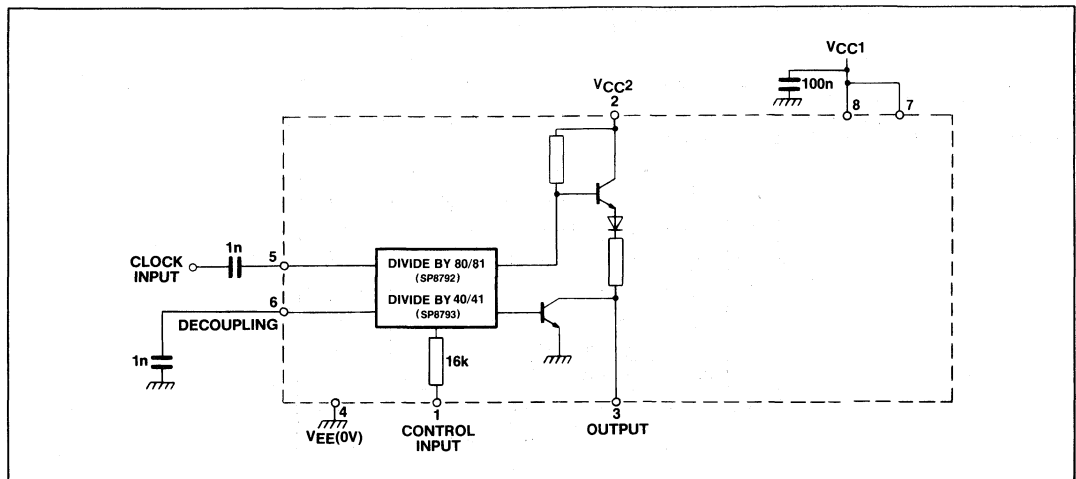 VCC1
100n
8
7
VCC2
2
1n
5
CLOCK
INPUT
DIVIDE BY 80/81
(SP8792)
6
DECOUPLING
DIVIDE BY 40/41
(SP8793)
1n
16k
4
VEE(0V)
1
CONTROL
INPUT
3
OUTPUT